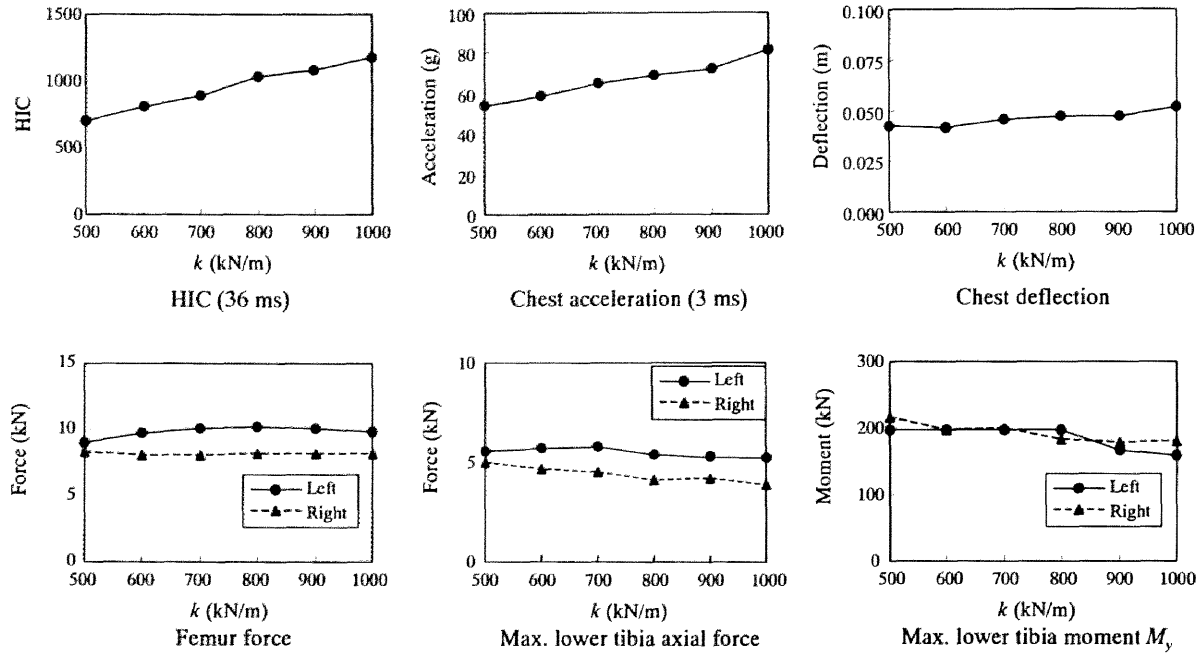 HIC
1500
1000
500
0
500 600 700 800 900 1000
k (kN/m)
HIC (36 ms)
Acceleration (g)
100
80
60
40
20
0
500 600 700 800 900 1000
k (kN/m)
Chest acceleration (3 ms)
Deflection (m)
0.100
0.075
0.050
0.025
0.000
500 600 700 800 900 1000
k (kN/m)
Chest deflection
Force (kN)
15
10
5
0
Left
Right
500 600 700 800 900 1000
k (kN/m)
Femur force
Force (kN)
10
5
0
Left
Right
500 600 700 800 900 1000
k (kN/m)
Max. lower tibia axial force
Moment (kN)
300
200
100
0
Left
Right
500 600 700 800 900 1000
k (kN/m)
Max. lower tibia moment My